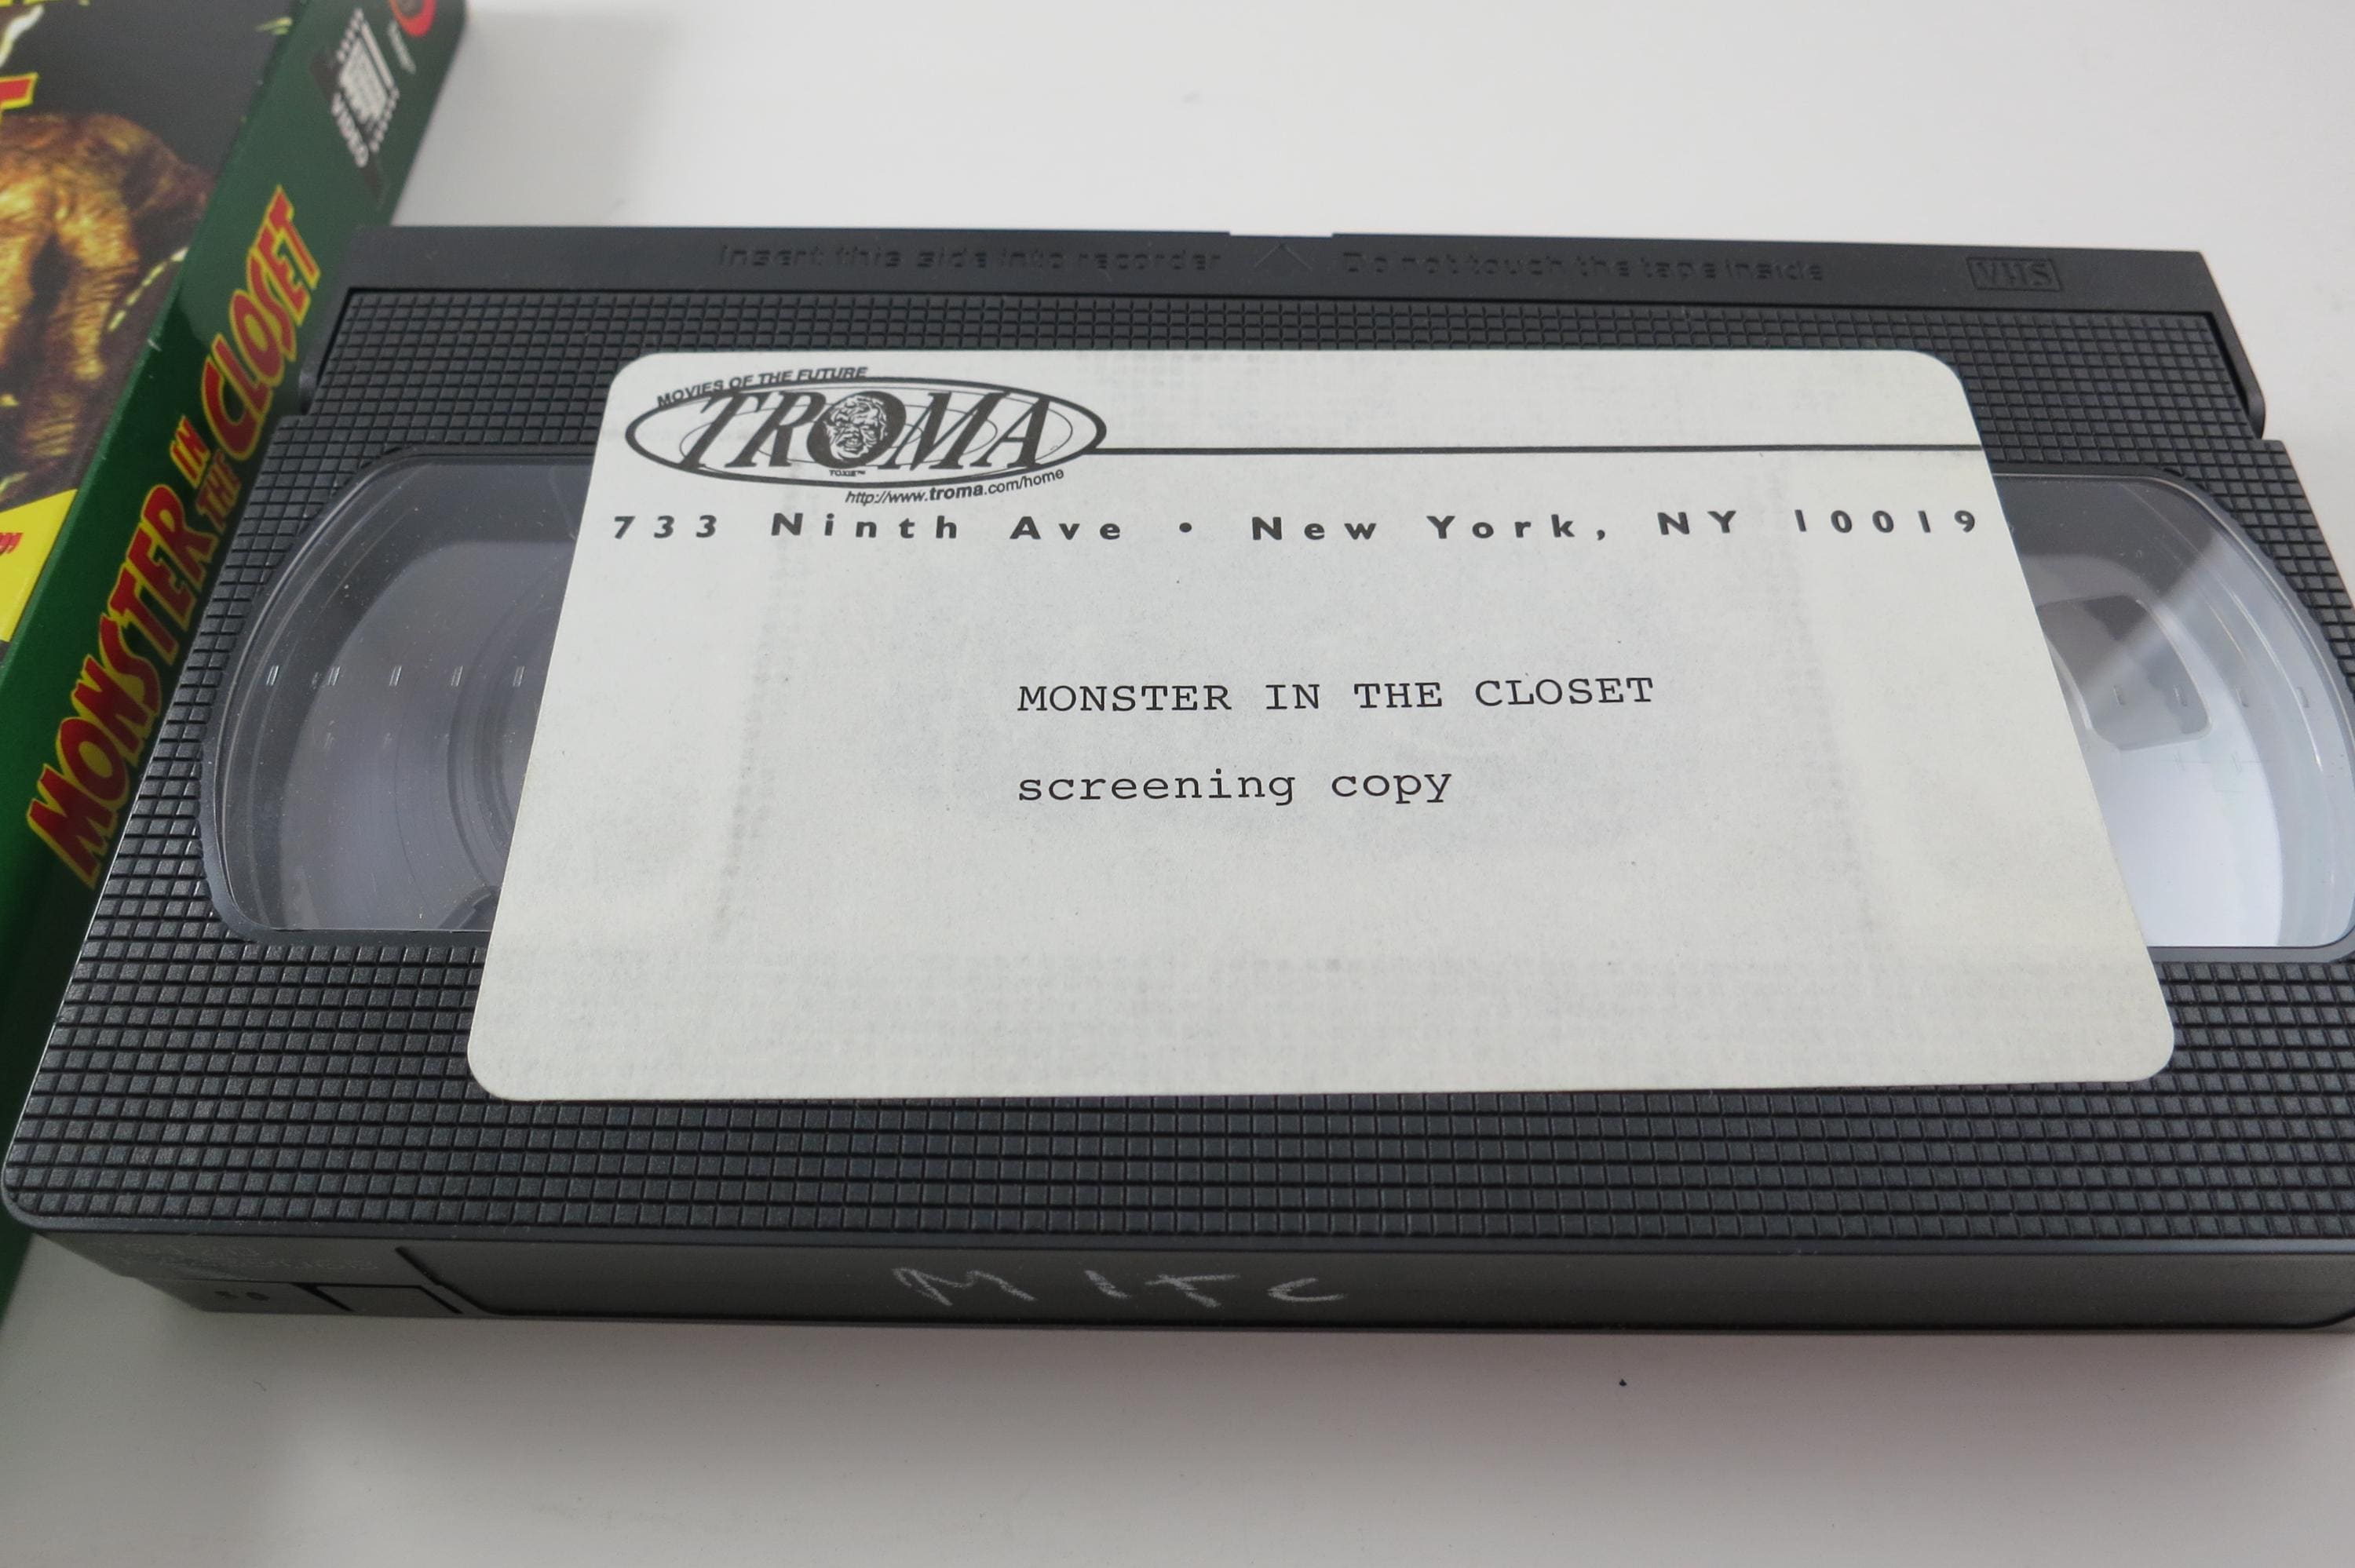 VIDEO
MONSTER IN THE CLOSET
Insert this side into recorder Do not touch the tape inside VHS
MOVIES OF THE FUTURE
TROMA
TOXIE™
http://www.troma.com/home
733 Ninth Ave • New York, NY 10019
MONSTER IN THE CLOSET
screening copy
MITC